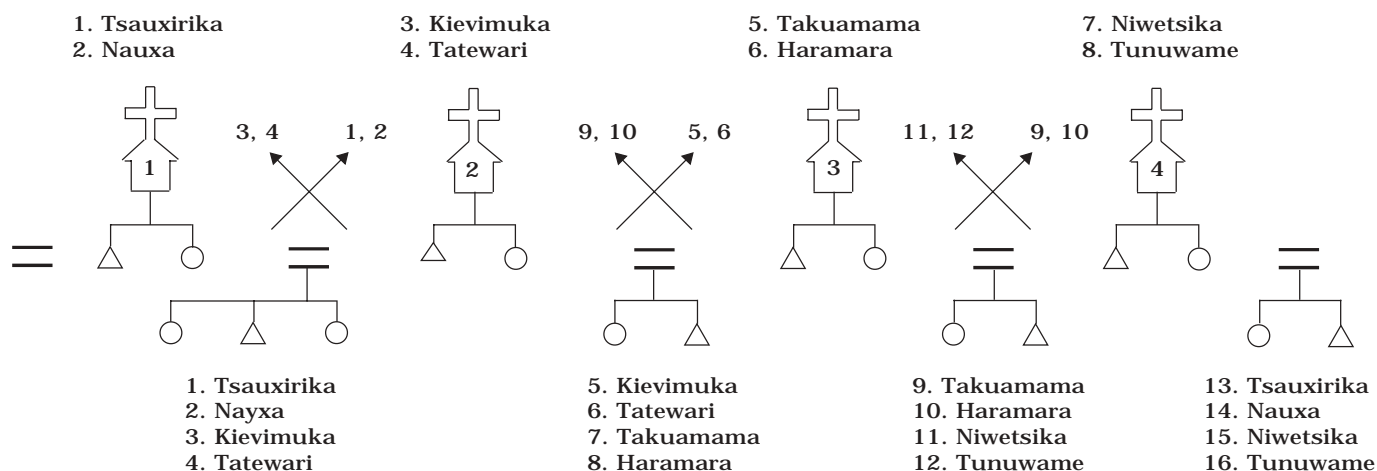 1. Tsauxirika
2. Nauxa
3. Kievimuka
4. Tatewari
5. Takuamama
6. Haramara
7. Niwetsika
8. Tunuwame
3, 4
1, 2
9, 10
5, 6
11, 12
9, 10
1
2
3
4
1. Tsauxirika
2. Nayxa
3. Kievimuka
4. Tatewari
5. Kievimuka
6. Tatewari
7. Takuamama
8. Haramara
9. Takuamama
10. Haramara
11. Niwetsika
12. Tunuwame
13. Tsauxirika
14. Nauxa
15. Niwetsika
16. Tunuwame